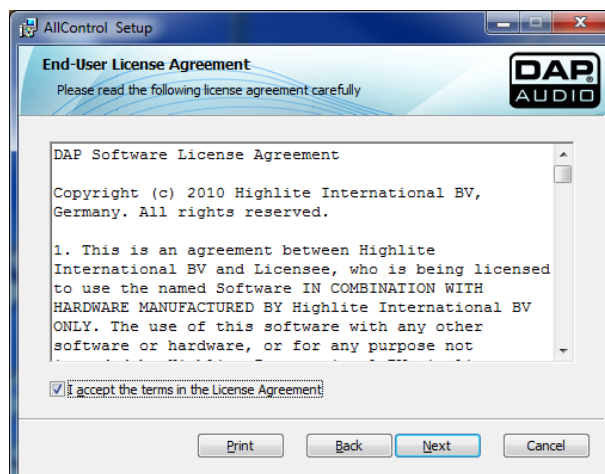 AllControl Setup
End-User License Agreement
Please read the following license agreement carefully
DAP
AUDIO
DAP Software License Agreement
Copyright (c) 2010 Highlite International BV,
Germany. All rights reserved.
1. This is an agreement between Highlite
International BV and Licensee, who is being licensed
to use the named Software IN COMBINATION WITH
HARDWARE MANUFACTURED BY Highlite International BV
ONLY. The use of this software with any other
software or hardware, or for any purpose not
I accept the terms in the License Agreement
Print Back Next Cancel